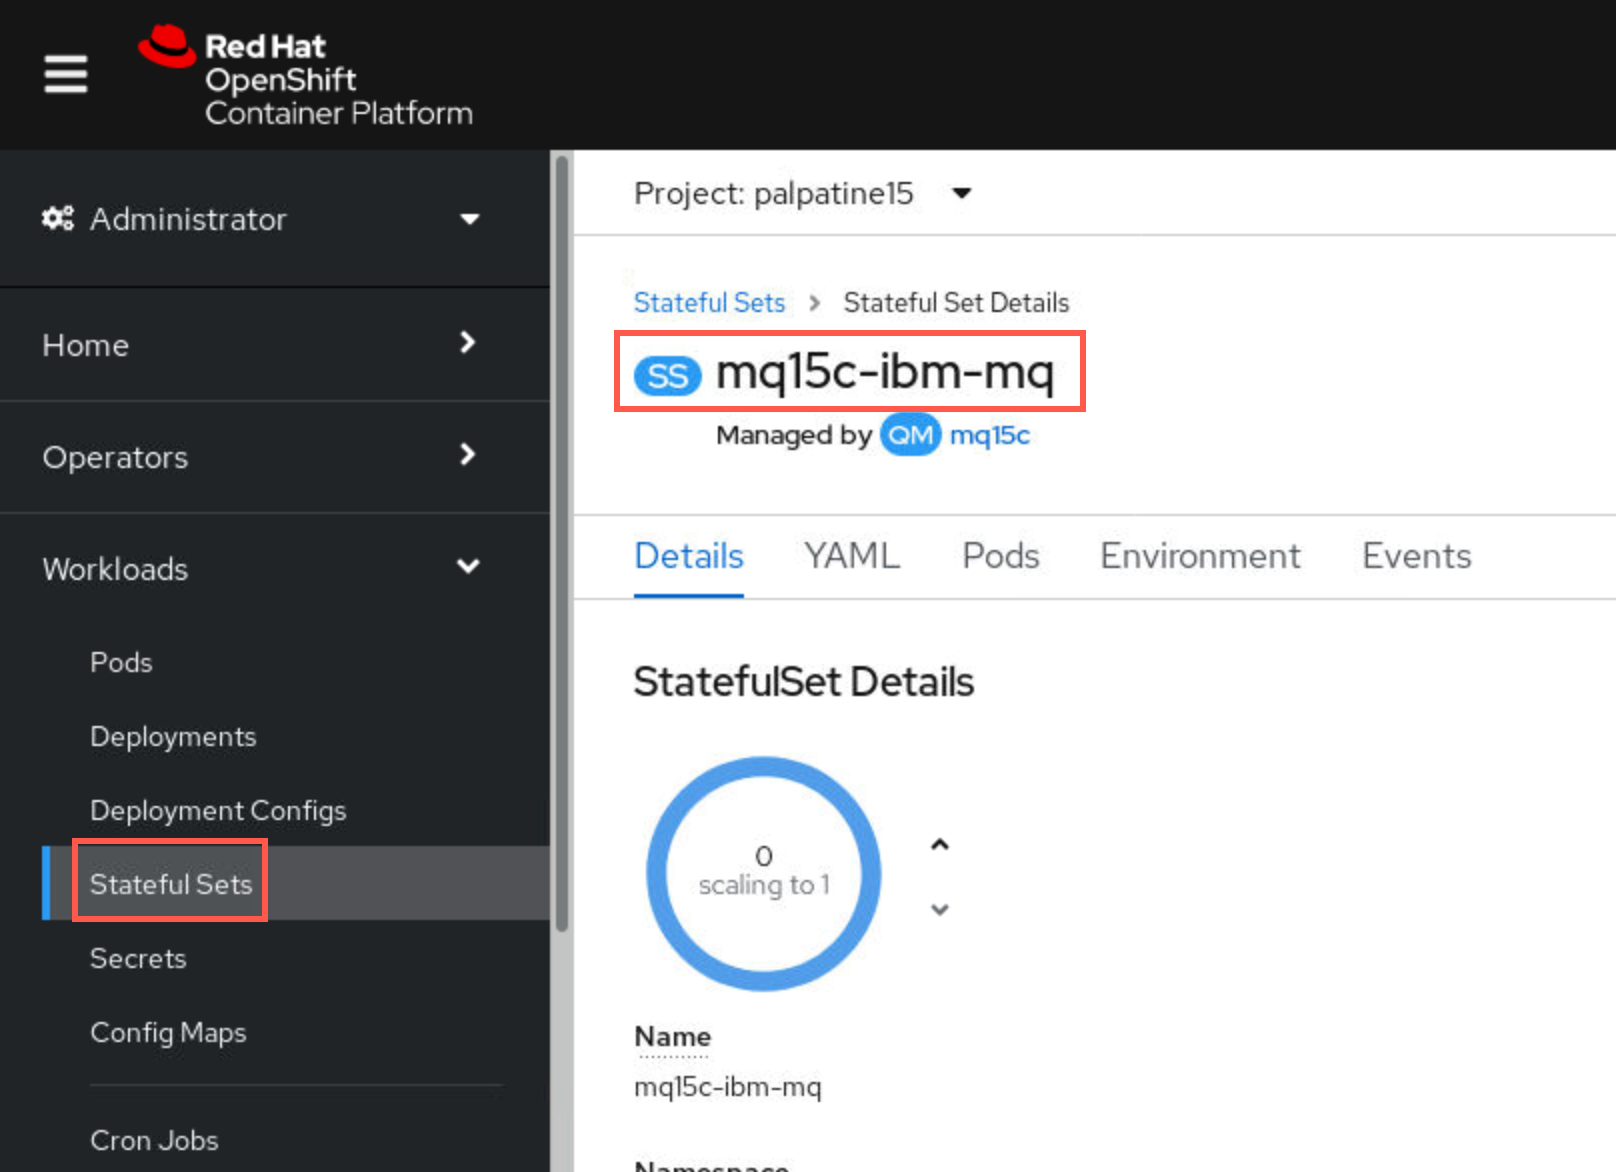 Red Hat
OpenShift
Container Platform
Administrator
Home
Operators
Workloads
Pods
Deployments
Deployment Configs
Stateful Sets
Secrets
Config Maps
Cron Jobs
Project: palpatine15
Stateful Sets > Stateful Set Details
SS mq15c-ibm-mq
Managed by QM mq15c
Details YAML Pods Environment Events
StatefulSet Details
0
scaling to 1
Name
mq15c-ibm-mq
Namespace